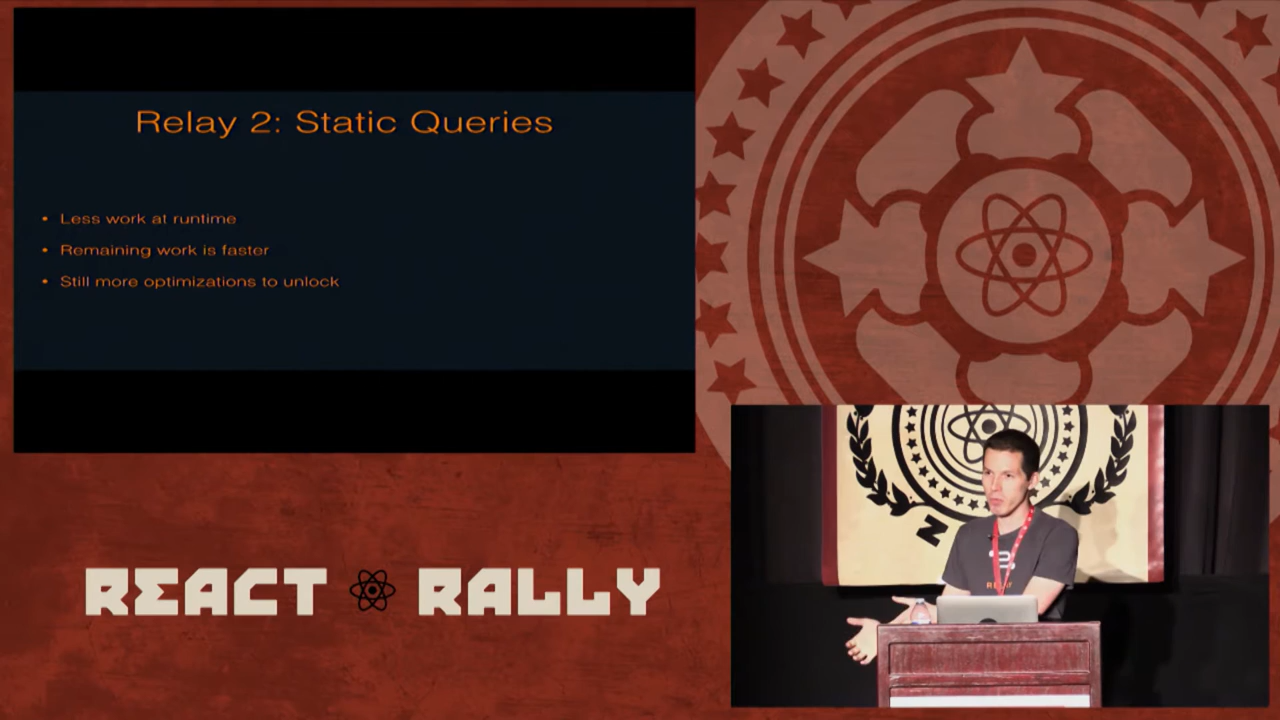 Relay 2: Static Queries
• Less work at runtime
• Remaining work is faster
• Still more optimizations to unlock
REACT RALLY
N
RELAY